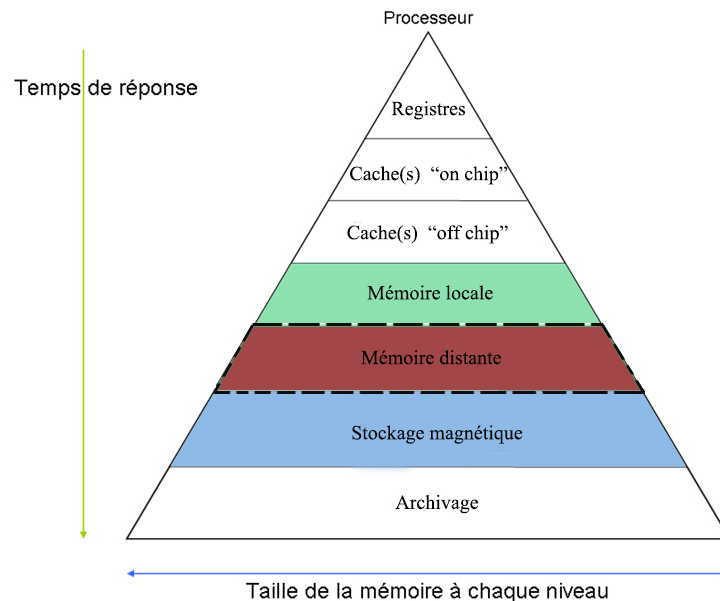 Processeur
Temps de réponse
Registres
Cache(s) “on chip”
Cache(s) “off chip”
Mémoire locale
Mémoire distante
Stockage magnétique
Archivage
Taille de la mémoire à chaque niveau